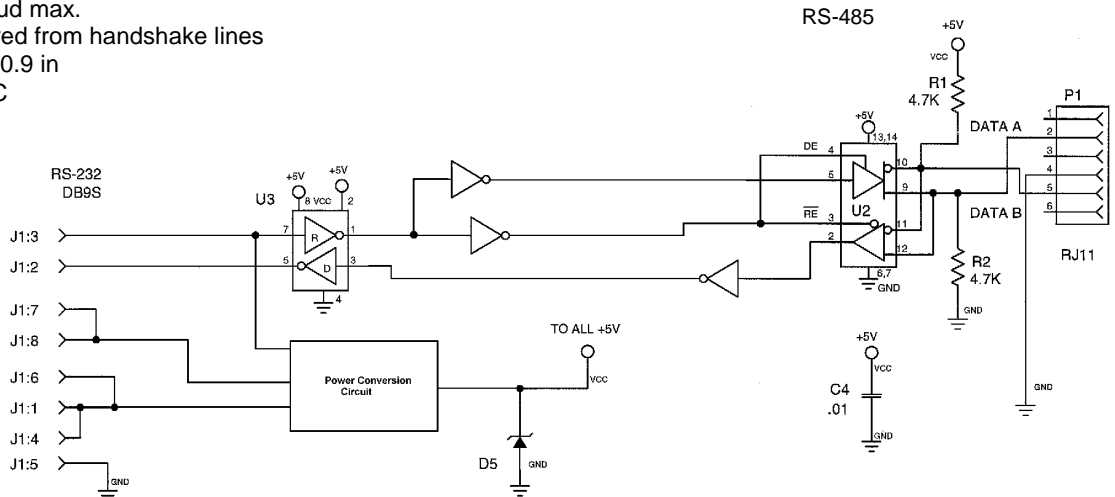 ud max.
ed from handshake lines
0.9 in
C
RS-485
+5V
VCC
R1
4.7K
P1
DATA A
1
2
3
4
5
6
DATA B
RJ11
+5V
13,14
DE 4
10
5
9
U2
RE 3
11
2
12
6,7
GND
R2
4.7K
GND
GND
RS-232
DB9S
U3
+5V
+5V
8 VCC
2
7
R
1
5
D
3
4
J1:3
J1:2
J1:7
J1:8
J1:6
J1:1
J1:4
J1:5
GND
Power Conversion
Circuit
TO ALL +5V
VCC
D5
GND
+5V
VCC
C4
.01
GND